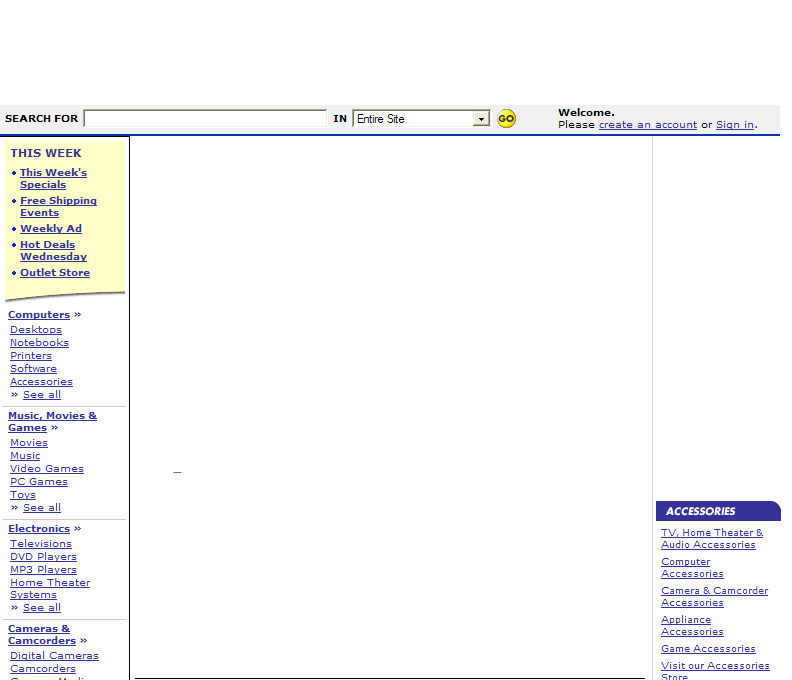 SEARCH FOR IN Entire Site GO
Welcome.
Please create an account or Sign in.
THIS WEEK
• This Week's
Specials
• Free Shipping
Events
• Weekly Ad
• Hot Deals
Wednesday
• Outlet Store
Computers »
Desktops
Notebooks
Printers
Software
Accessories
» See all
Music, Movies &
Games »
Movies
Music
Video Games
PC Games
Toys
» See all
Electronics »
Televisions
DVD Players
MP3 Players
Home Theater
Systems
» See all
Cameras &
Camcorders »
Digital Cameras
Camcorders
ACCESSORIES
TV, Home Theater &
Audio Accessories
Computer
Accessories
Camera & Camcorder
Accessories
Appliance
Accessories
Game Accessories
Visit our Accessories
Store